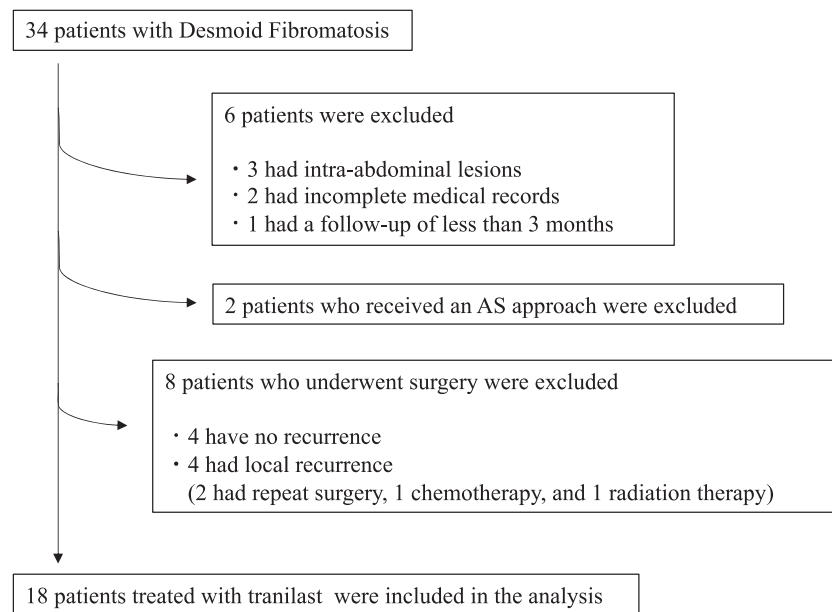 34 patients with Desmoid Fibromatosis
6 patients were excluded
・3 had intra-abdominal lesions
・2 had incomplete medical records
・1 had a follow-up of less than 3 months
2 patients who received an AS approach were excluded
8 patients who underwent surgery were excluded
・4 have no recurrence
・4 had local recurrence
(2 had repeat surgery, 1 chemotherapy, and 1 radiation therapy)
18 patients treated with tranilast were included in the analysis